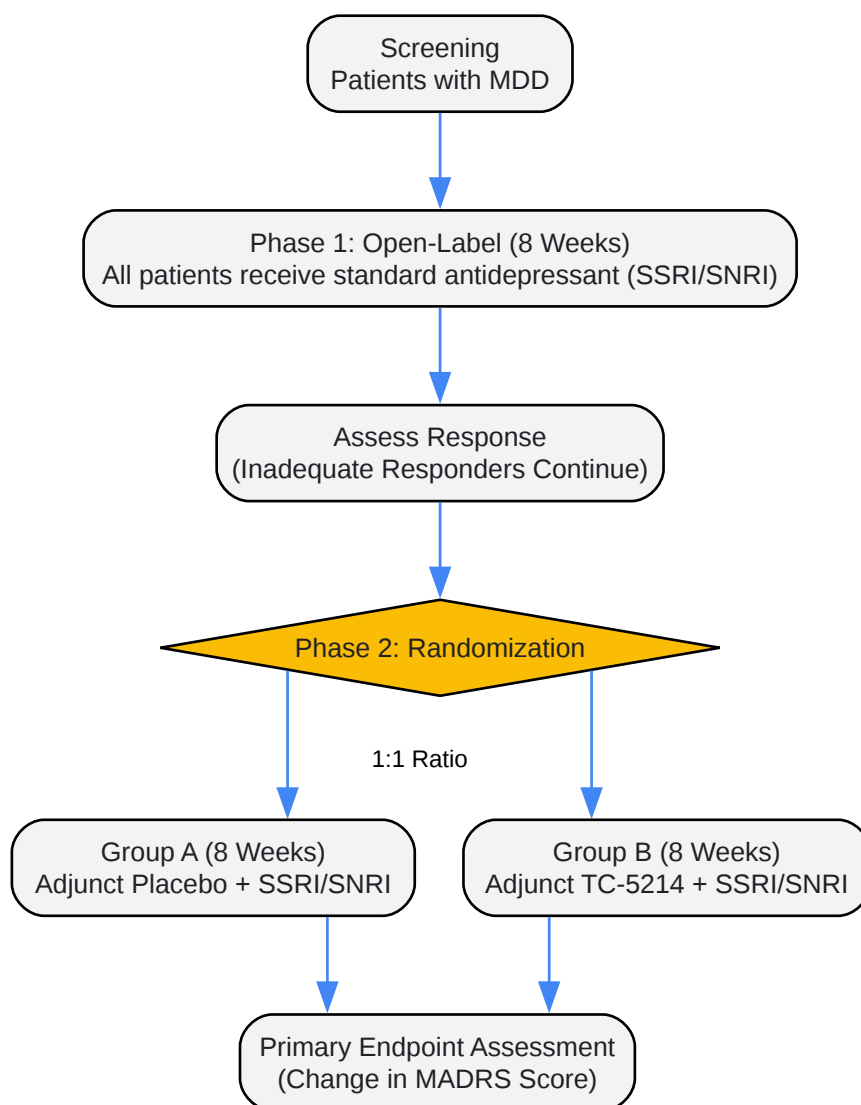 Screening
Patients with MDD
Phase 1: Open-Label (8 Weeks)
All patients receive standard antidepressant (SSRI/SNRI)
Assess Response
(Inadequate Responders Continue)
Phase 2: Randomization
1:1 Ratio
Group A (8 Weeks)
Adjunct Placebo + SSRI/SNRI
Group B (8 Weeks)
Adjunct TC-5214 + SSRI/SNRI
Primary Endpoint Assessment
(Change in MADRS Score)